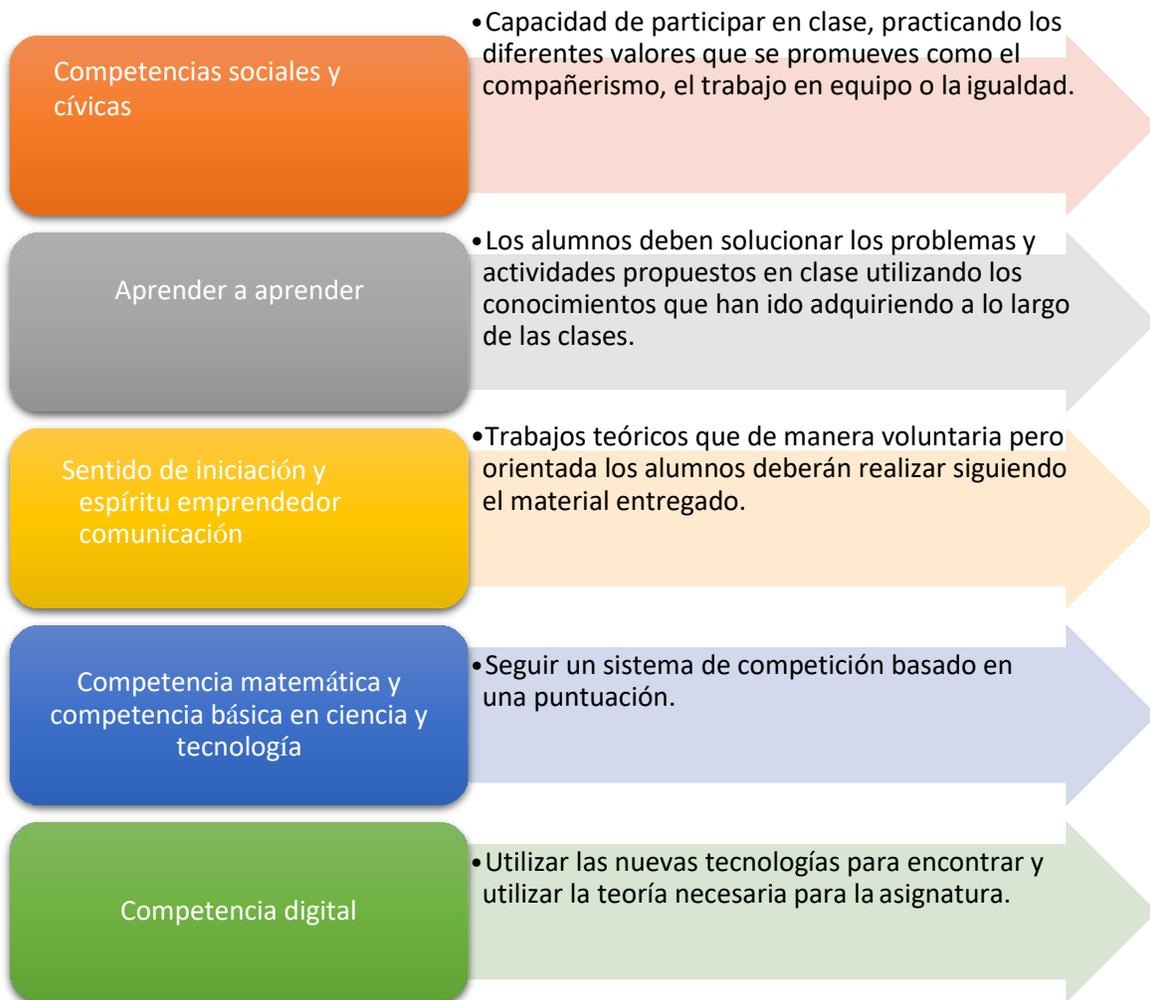 Competencias sociales y
cívicas
•Capacidad de participar en clase, practicando los
diferentes valores que se promueves como el
compañerismo, el trabajo en equipo o la igualdad.
Aprender a aprender
•Los alumnos deben solucionar los problemas y
actividades propuestos en clase utilizando los
conocimientos que han ido adquiriendo a lo largo
de las clases.
Sentido de iniciación y
espíritu emprendedor
comunicación
•Trabajos teóricos que de manera voluntaria pero
orientada los alumnos deberán realizar siguiendo
el material entregado.
Competencia matemática y
competencia básica en ciencia y
tecnología
•Seguir un sistema de competición basado en
una puntuación.
Competencia digital
•Utilizar las nuevas tecnologías para encontrar y
utilizar la teoría necesaria para la asignatura.